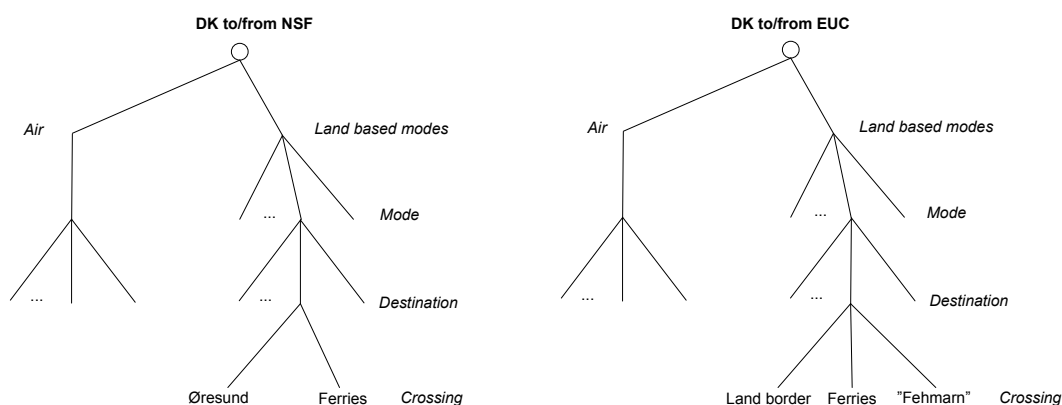 DK to/from NSF
Air
Land based modes
...
Mode
...
...
Destination
Øresund
Ferries
Crossing
DK to/from EUC
Air
Land based modes
...
Mode
...
...
Destination
Land border
Ferries
"Fehmarn"
Crossing